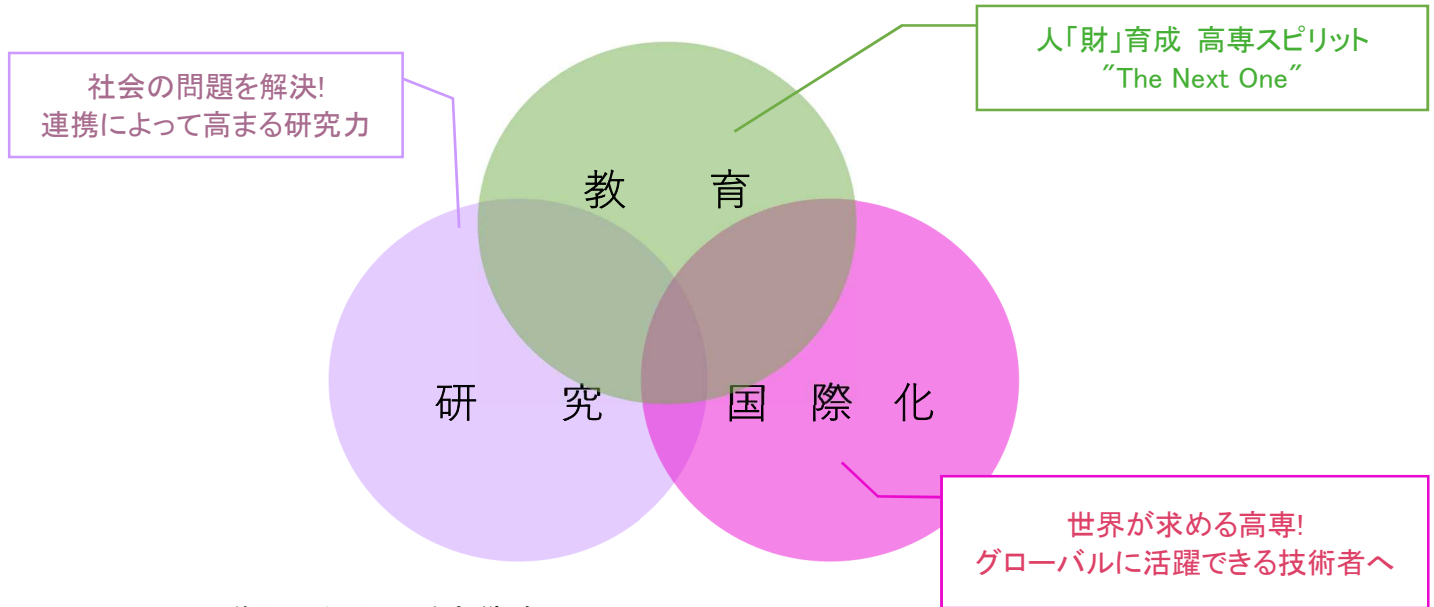 人「財」育成 高専スピリット
"The Next One"
社会の問題を解決!
連携によって高まる研究力
教 育
研 究
国 際 化
世界が求める高専!
グローバルに活躍できる技術者へ